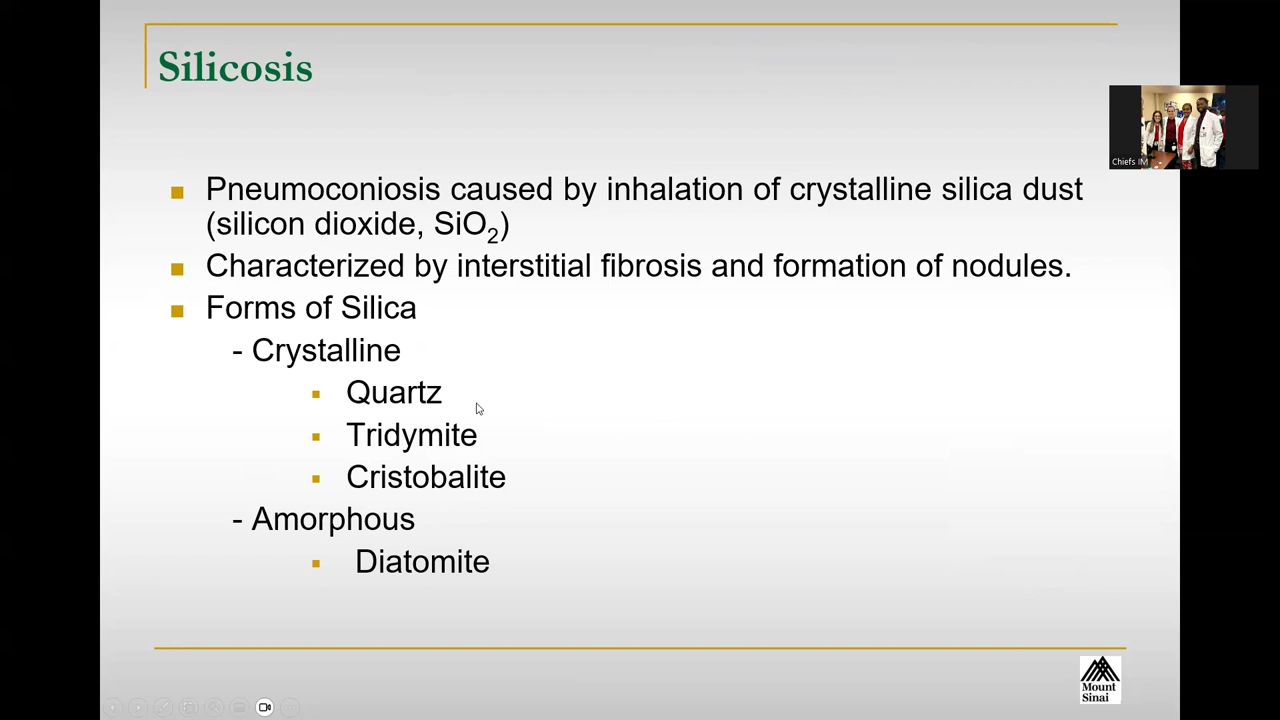 Silicosis
Pneumoconiosis caused by inhalation of crystalline silica dust
(silicon dioxide, SiO2)
Characterized by interstitial fibrosis and formation of nodules.
Forms of Silica
- Crystalline
Quartz
Tridymite
Cristobalite
- Amorphous
Diatomite
Chiefs IM
Mount
Sinai